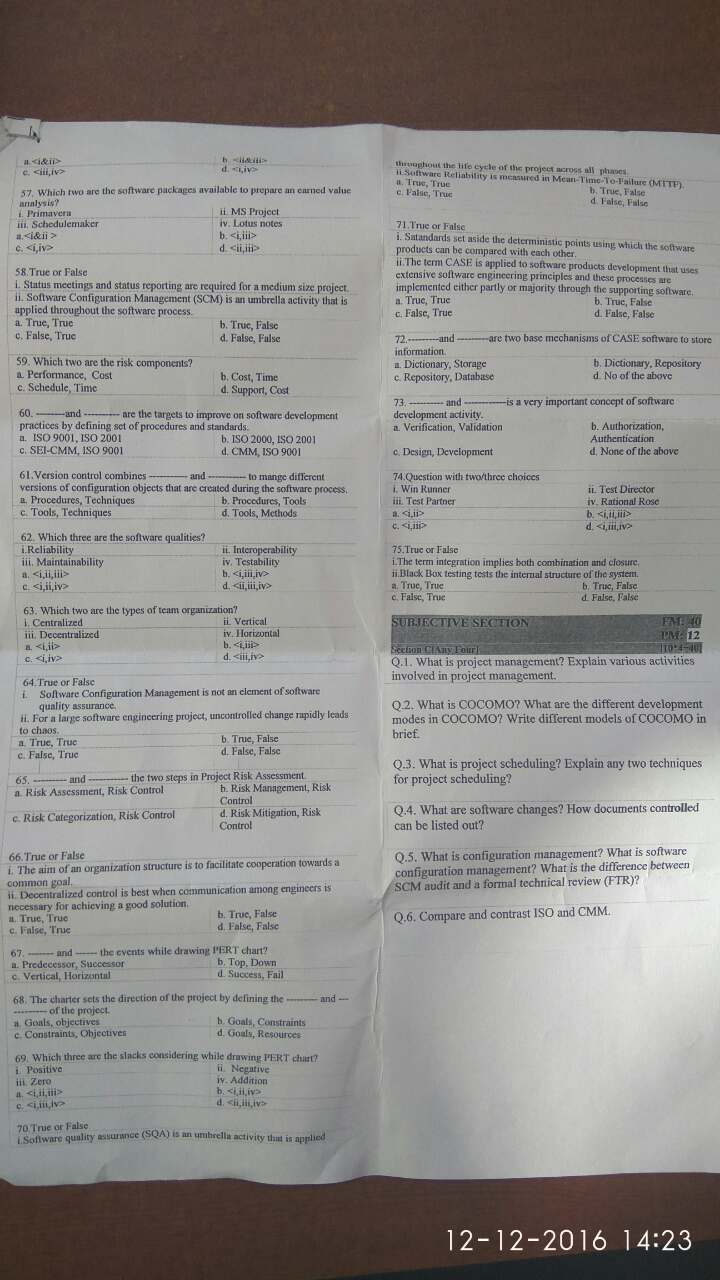 a.<i&ii> b. <ii&iii>
c. <iii,iv> d. <i,iv>
57. Which two are the software packages available to prepare an earned value
analysis?
i. Primavera ii. MS Project
iii. Schedulemaker iv. Lotus notes
a.<i&ii > b. <i,iii>
c. <i,iv> d. <ii,iii>
58.True or False
i. Status meetings and status reporting are required for a medium size project.
ii. Software Configuration Management (SCM) is an umbrella activity that is
applied throughout the software process.
a. True, True b. True, False
c. False, True d. False, False
59. Which two are the risk components?
a. Performance, Cost b. Cost, Time
c. Schedule, Time d. Support, Cost
60. ---------and ---------- are the targets to improve on software development
practices by defining set of procedures and standards.
a. ISO 9001, ISO 2001 b. ISO 2000, ISO 2001
c. SEI-CMM, ISO 9001 d. CMM, ISO 9001
61.Version control combines ----------- and ----------- to mange different
versions of configuration objects that are created during the software process.
a. Procedures, Techniques b. Procedures, Tools
c. Tools, Techniques d. Tools, Methods
62. Which three are the software qualities?
i.Reliability ii. Interoperability
iii. Maintainability iv. Testability
a. <i,ii,iii> b. <i,iii,iv>
c. <i,ii,iv> d. <ii,iii,iv>
63. Which two are the types of team organization?
i. Centralized ii. Vertical
iii. Decentralized iv. Horizontal
a. <i,ii> b. <i,iii>
c. <i,iv> d. <iii,iv>
64.True or False
i. Software Configuration Management is not an element of software
quality assurance.
ii. For a large software engineering project, uncontrolled change rapidly leads
to chaos.
a. True, True b. True, False
c. False, True d. False, False
65. ---------- and ------------ the two steps in Project Risk Assessment.
a. Risk Assessment, Risk Control b. Risk Management, Risk
Control
c. Risk Categorization, Risk Control d. Risk Mitigation, Risk
Control
66.True or False
i. The aim of an organization structure is to facilitate cooperation towards a
common goal.
ii. Decentralized control is best when communication among engineers is
necessary for achieving a good solution.
a. True, True b. True, False
c. False, True d. False, False
67. -------- and ------ the events while drawing PERT chart?
a. Predecessor, Successor b. Top, Down
c. Vertical, Horizontal d. Success, Fail
68. The charter sets the direction of the project by defining the --------- and ---
---------- of the project.
a. Goals, objectives b. Goals, Constraints
c. Constraints, Objectives d. Goals, Resources
69. Which three are the slacks considering while drawing PERT chart?
i. Positive ii. Negative
iii. Zero iv. Addition
a. <i,ii,iii> b. <i,ii,iv>
c. <i,iii,iv> d. <ii,iii,iv>
70.True or False
i.Software quality assurance (SQA) is an umbrella activity that is applied
throughout the life cycle of the project across all phases.
ii.Software Reliability is measured in Mean-Time-To-Failure (MTTF).
a. True, True b. True, False
c. False, True d. False, False
71.True or False
i. Satandards set aside the deterministic points using which the software
products can be compared with each other.
ii.The term CASE is applied to software products development that uses
extensive software engineering principles and these processes are
implemented either partly or majority through the supporting software.
a. True, True b. True, False
c. False, True d. False, False
72.---------and ---------are two base mechanisms of CASE software to store
information.
a. Dictionary, Storage b. Dictionary, Repository
c. Repository, Database d. No of the above
73. ---------- and ------------is a very important concept of software
development activity.
a. Verification, Validation b. Authorization,
Authentication
c. Design, Development d. None of the above
74.Question with two/three choices
i. Win Runner ii. Test Director
iii. Test Partner iv. Rational Rose
a. <i,ii> b. <i,ii,iii>
c. <i,iii> d. <i,iii,iv>
75.True or False
i.The term integration implies both combination and closure.
ii.Black Box testing tests the internal structure of the system.
a. True, True b. True, False
c. False, True d. False, False
SUBJECTIVE SECTION FM: 40
PM: 12
Section C[Any Four] [10*4=40]
Q.1. What is project management? Explain various activities
involved in project management.
Q.2. What is COCOMO? What are the different development
modes in COCOMO? Write different models of COCOMO in
brief.
Q.3. What is project scheduling? Explain any two techniques
for project scheduling?
Q.4. What are software changes? How documents controlled
can be listed out?
Q.5. What is configuration management? What is software
configuration management? What is the difference between
SCM audit and a formal technical review (FTR)?
Q.6. Compare and contrast ISO and CMM.
12-12-2016 14:23